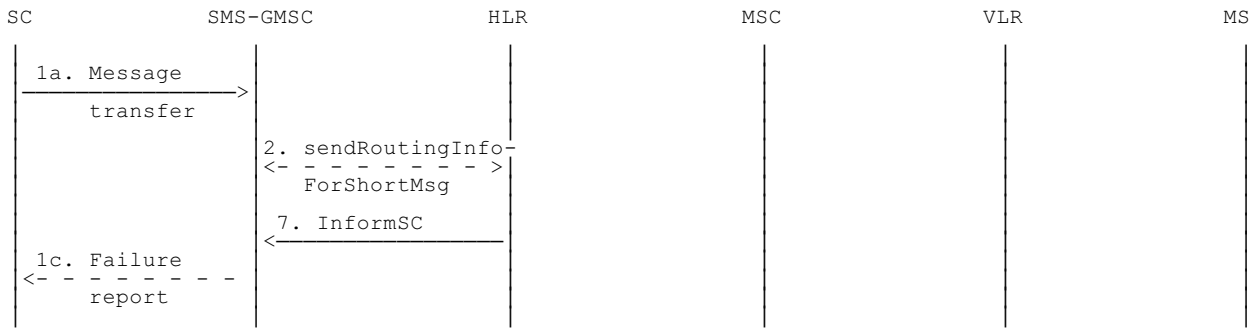 SC SMS-GMSC HLR MSC VLR MS
1a. Message
transfer
2. sendRoutingInfo-
ForShortMsg
7. InformSC
1c. Failure
report